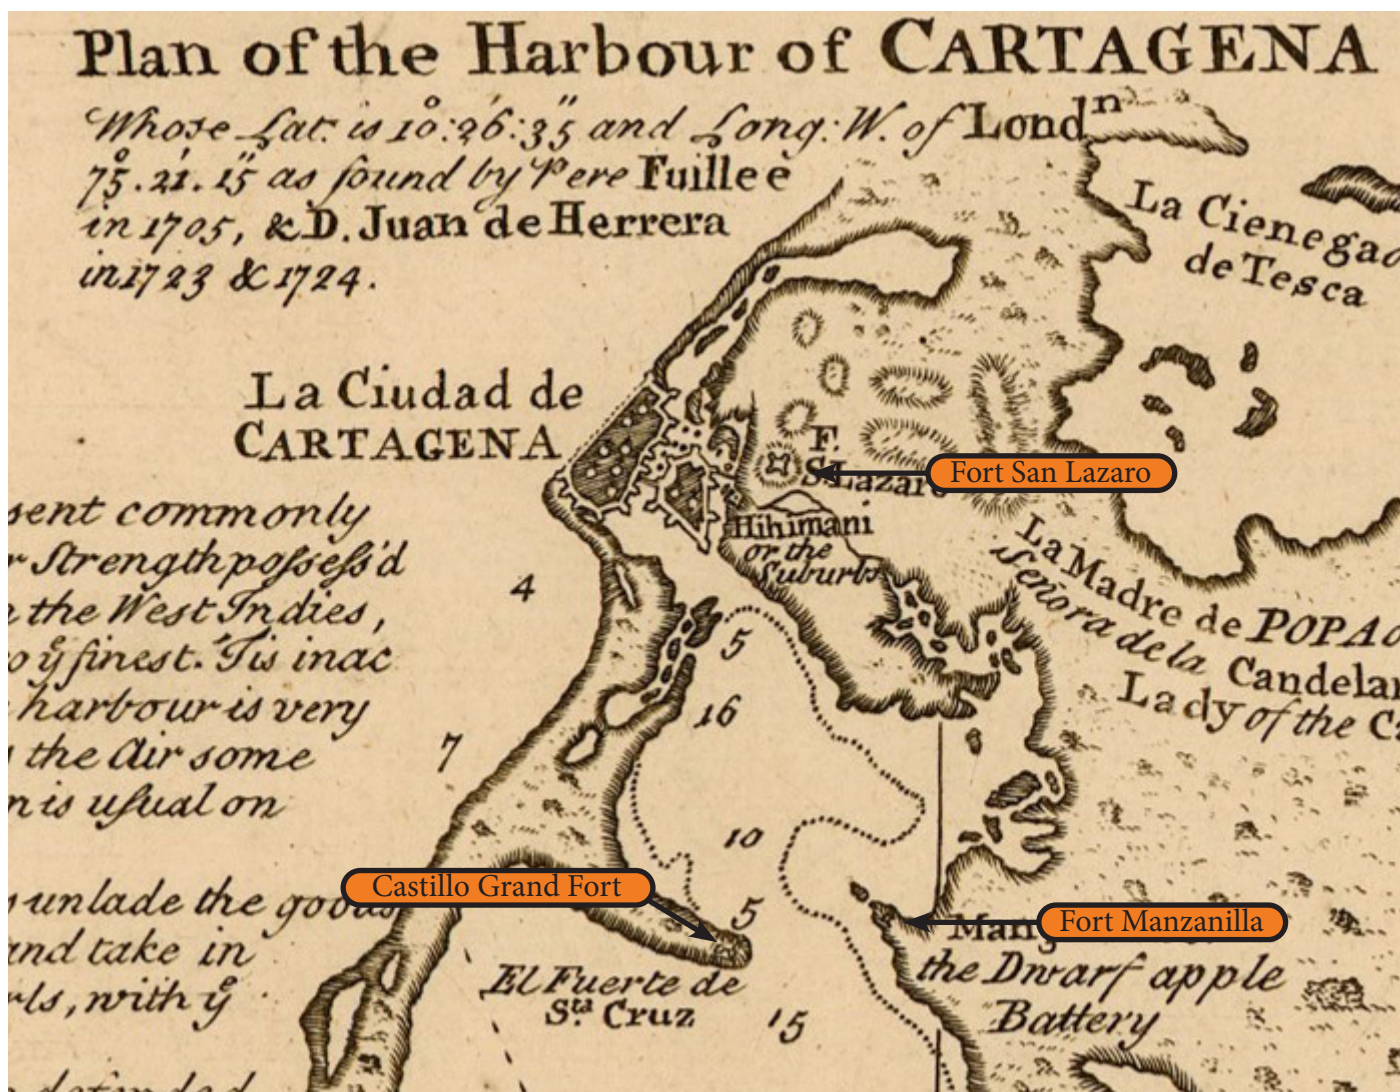 Plan of the Harbour of CARTAGENA
Whose Lat. is 10°:26':35" and Long: W. of Londn
75°.21'.15" as found by Pere Fuilleè
in 1705, & D. Juan de Herrera
in 1723 & 1724.
La Cienega
de Tesca
La Ciudad de
CARTAGENA
F.
S. Lazaro
Fort San Lazaro
sent commonly
r Strength possess'd
the West Indies,
o ÿ finest. 'Tis inac
harbour is very
the Air some
n is usual on
Hihimani
or the
Suburbs
La Madre de POPA
Señora de la Candelar
Lady of the
4
5
16
7
10
5
15
Castillo Grand Fort
unlade the goods
and take in
rls, with ÿ
defended
El Fuerte de
Sta. Cruz
Fort Manzanilla
the Dwarf apple
Battery